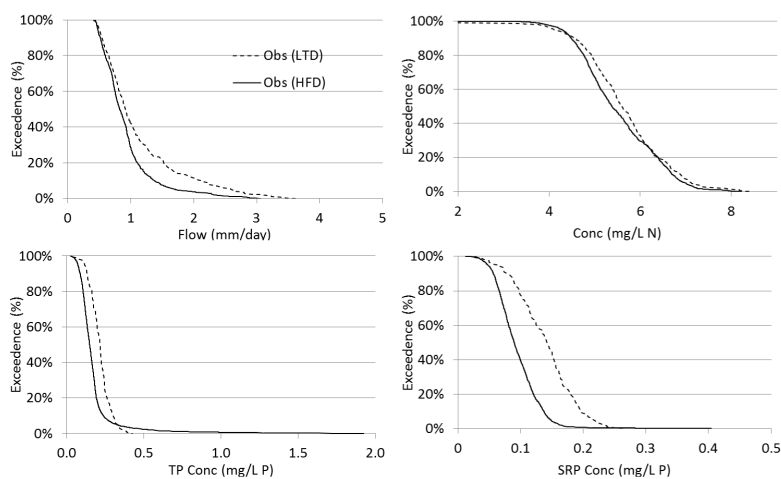 100%
80%
60%
40%
20%
0%
Exceedence (%)
0 1 2 3 4 5
Flow (mm/day)
Obs (LTD)
Obs (HFD)
100%
80%
60%
40%
20%
0%
Exceedence (%)
2 4 6 8
Conc (mg/L N)
100%
80%
60%
40%
20%
0%
Exceedence (%)
0.0 0.5 1.0 1.5 2.0
TP Conc (mg/L P)
100%
80%
60%
40%
20%
0%
Exceedence (%)
0 0.1 0.2 0.3 0.4 0.5
SRP Conc (mg/L P)